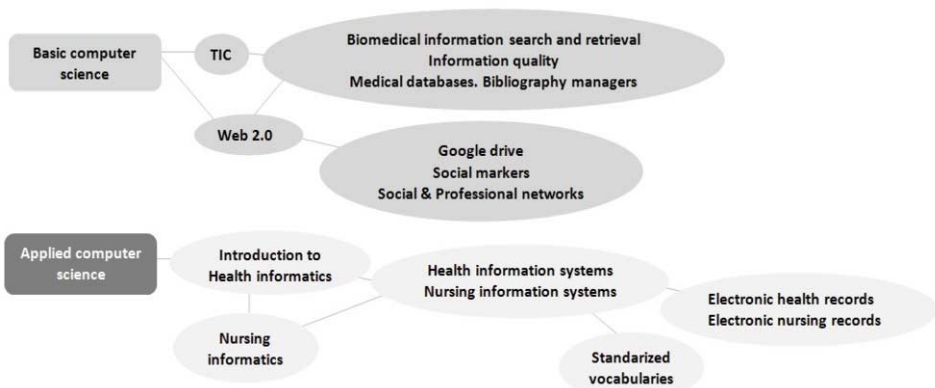 Basic computer
science
TIC
Biomedical information search and retrieval
Information quality
Medical databases. Bibliography managers
Web 2.0
Google drive
Social markers
Social & Professional networks
Applied computer
science
Introduction to
Health informatics
Health information systems
Nursing information systems
Electronic health records
Electronic nursing records
Nursing
informatics
Standarized
vocabularies